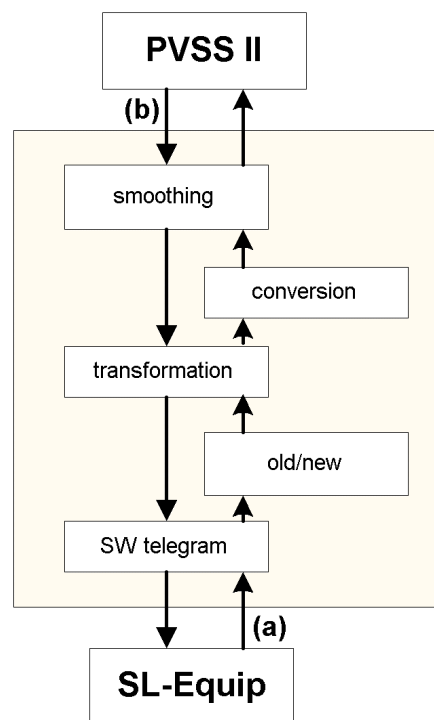 PVSS II
(b)
smoothing
conversion
transformation
old/new
SW telegram
(a)
SL-Equip